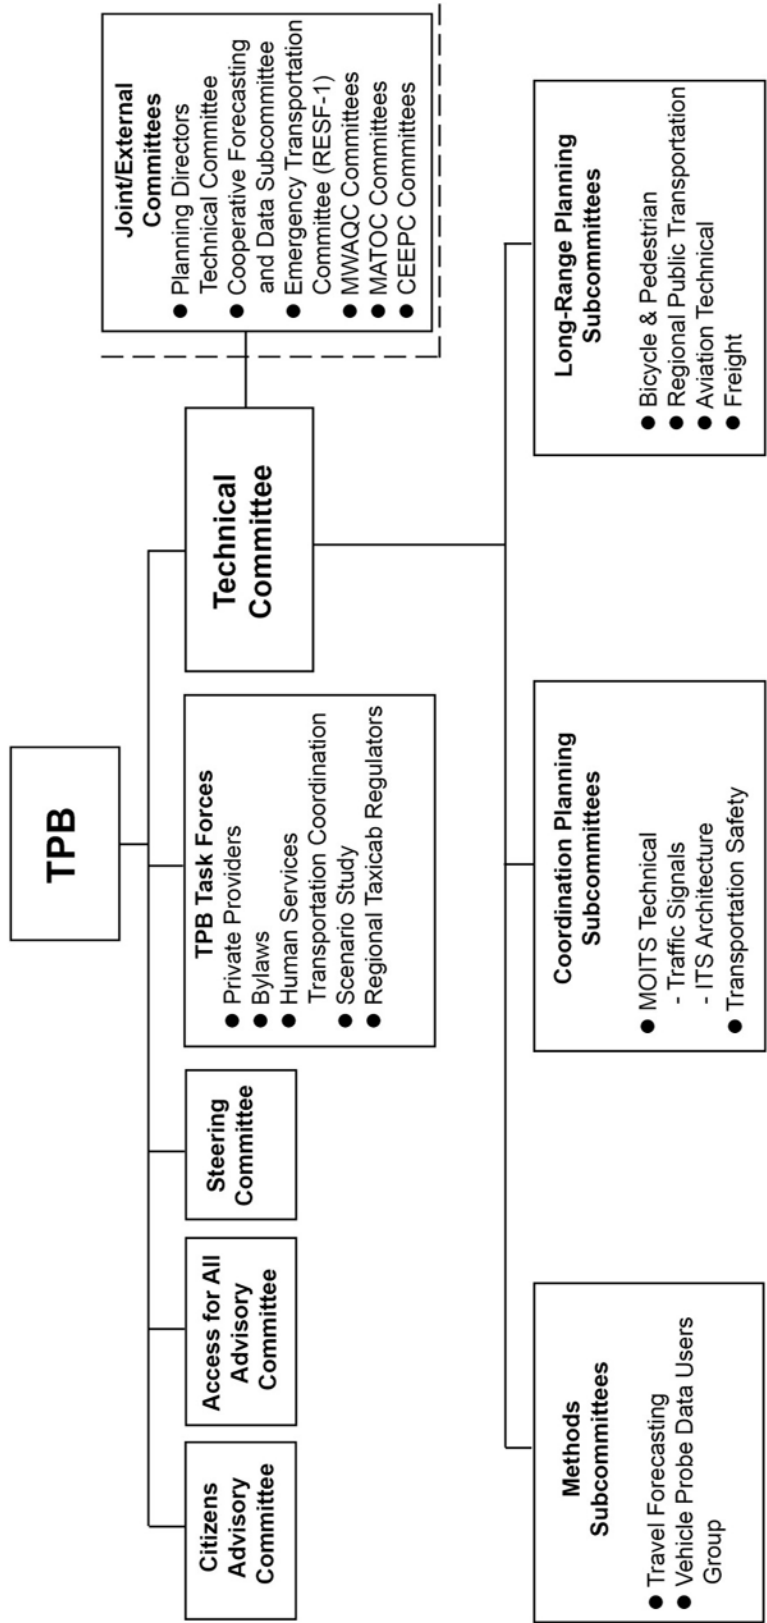 TPB
Citizens
Advisory
Committee
Access for All
Advisory
Committee
Steering
Committee
TPB Task Forces
● Private Providers
● Bylaws
● Human Services
Transportation Coordination
● Scenario Study
● Regional Taxicab Regulators
Technical
Committee
Joint/External
Committees
● Planning Directors
Technical Committee
● Cooperative Forecasting
and Data Subcommittee
● Emergency Transportation
Committee (RESF-1)
● MWAQC Committees
● MATOC Committees
● CEEPC Committees
Methods
Subcommittees
● Travel Forecasting
● Vehicle Probe Data Users
Group
Coordination Planning
Subcommittees
● MOITS Technical
- Traffic Signals
- ITS Architecture
● Transportation Safety
Long-Range Planning
Subcommittees
● Bicycle & Pedestrian
● Regional Public Transportation
● Aviation Technical
● Freight